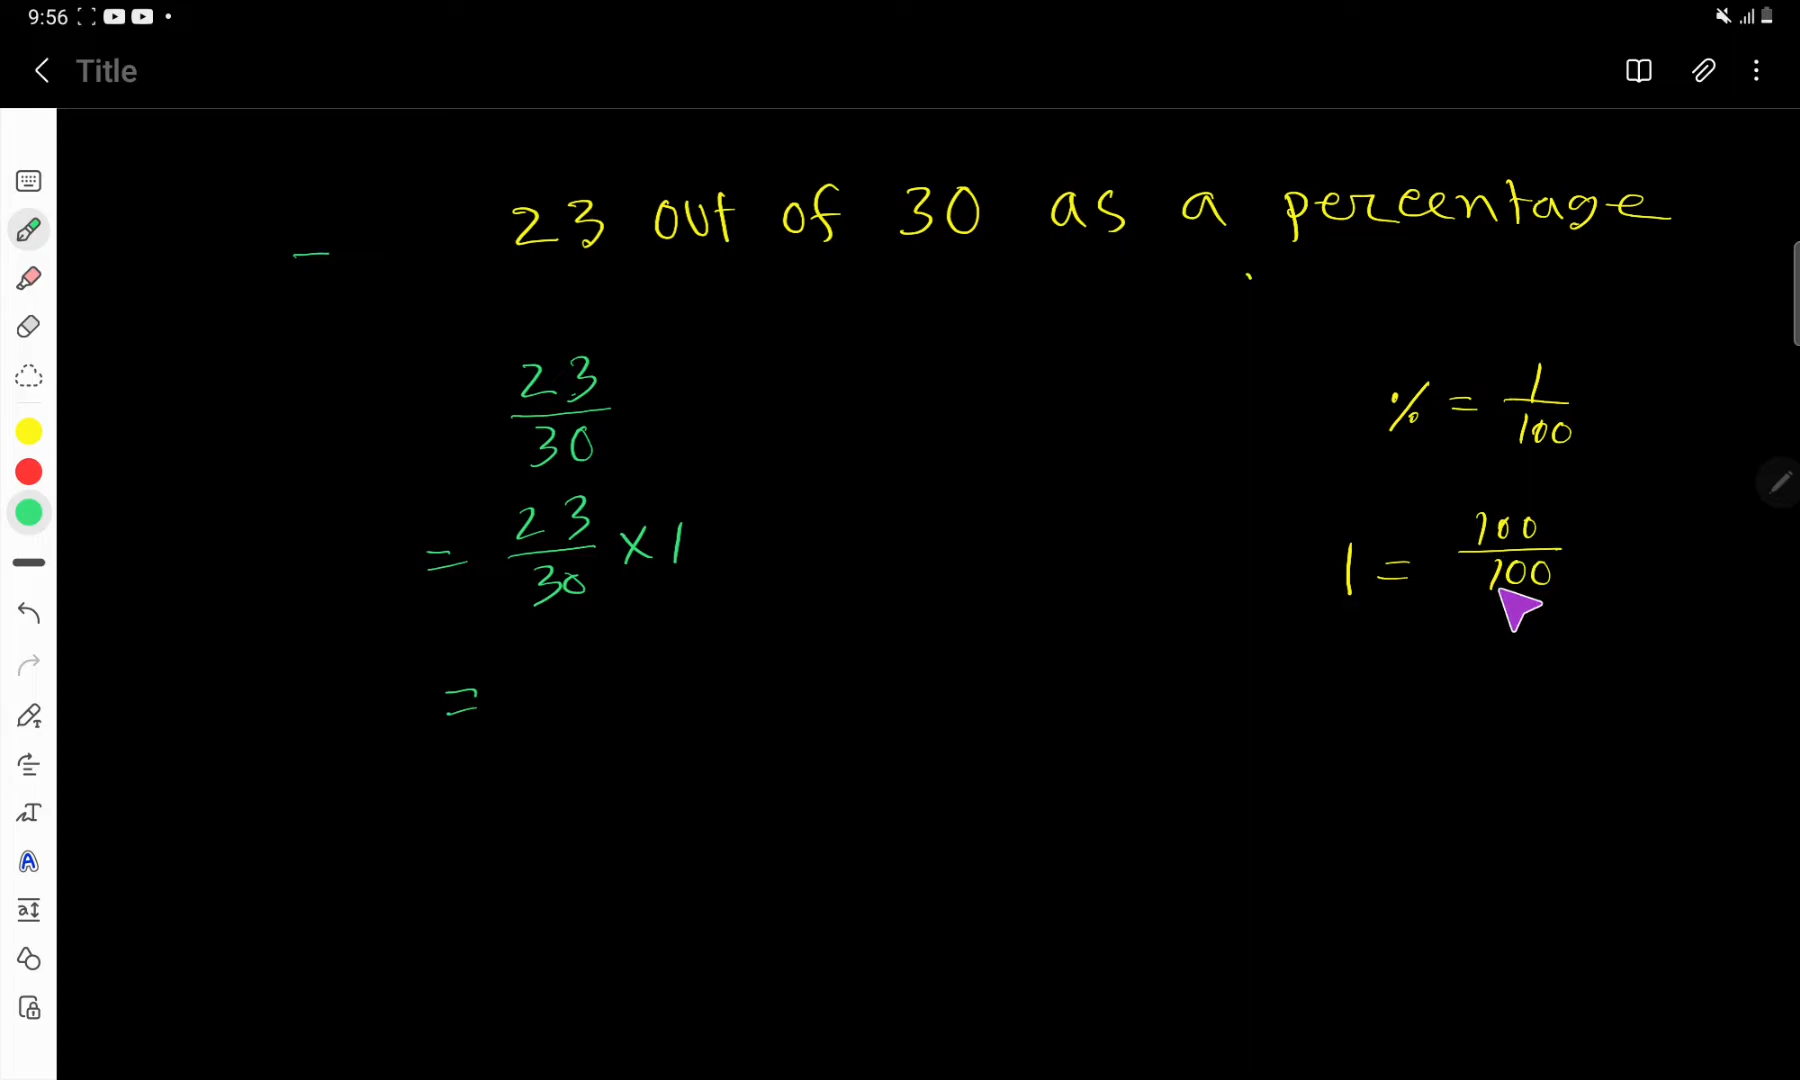 9:56
Title
23 out of 30 as a percentage
23/30
% = 1/100
= 23/30 × 1
1 = 100/100
=